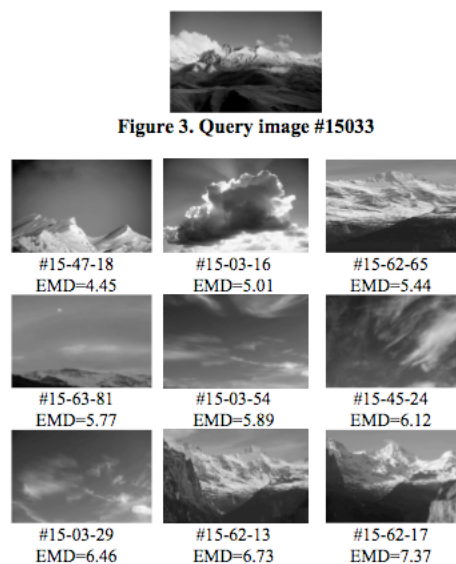 Figure 3. Query image #15033
#15-47-18 #15-03-16 #15-62-65
EMD=4.45 EMD=5.01 EMD=5.44
#15-63-81 #15-03-54 #15-45-24
EMD=5.77 EMD=5.89 EMD=6.12
#15-03-29 #15-62-13 #15-62-17
EMD=6.46 EMD=6.73 EMD=7.37